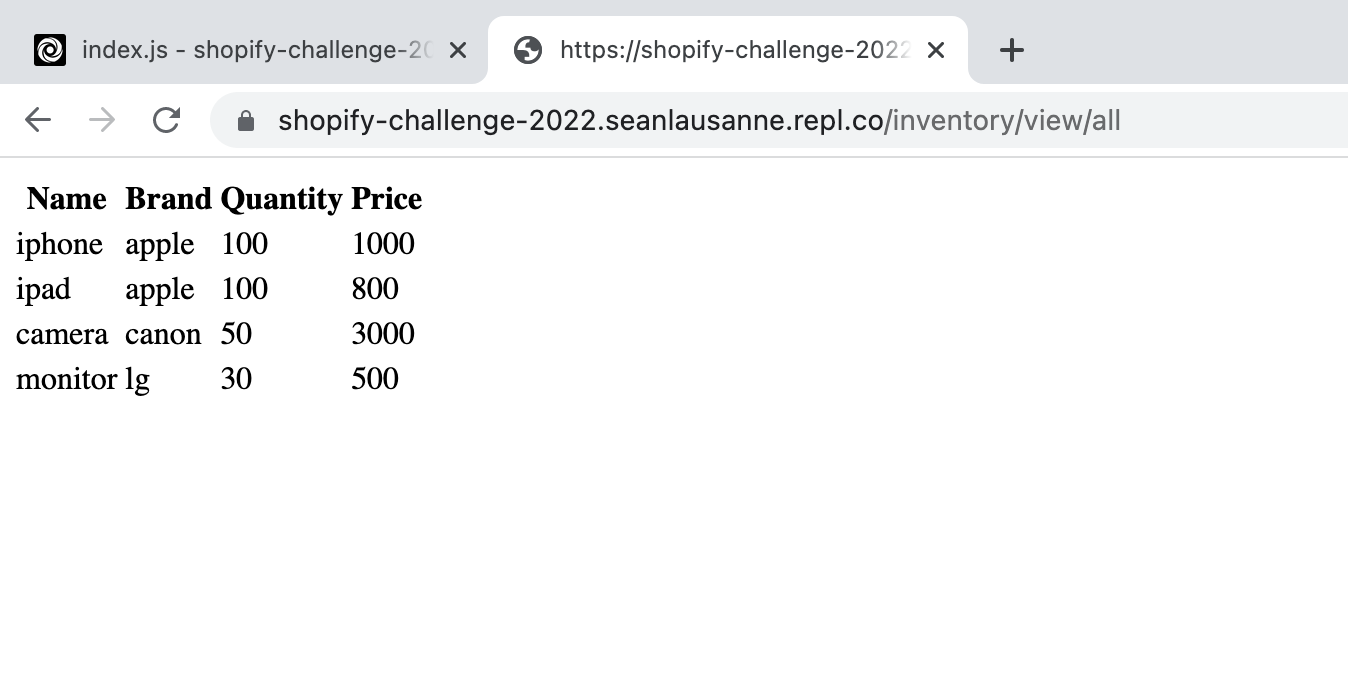 index.js - shopify-challenge-20 https://shopify-challenge-2022
shopify-challenge-2022.seanlausanne.repl.co/inventory/view/all
Name Brand Quantity Price
iphone apple 100 1000
ipad apple 100 800
camera canon 50 3000
monitor lg 30 500